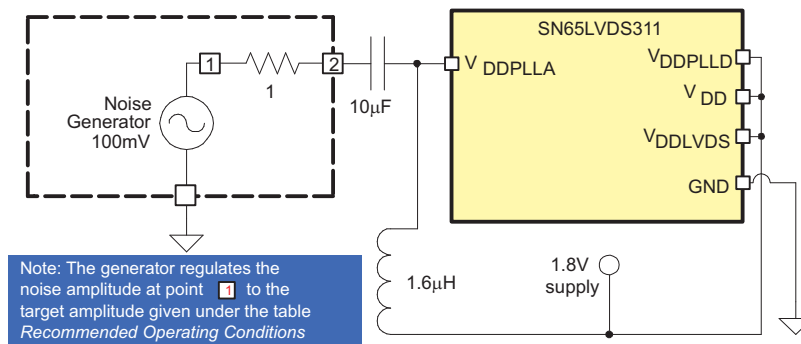 SN65LVDS311
1
2
1
Noise
Generator
100mV
10μF
V DDPLLA
VDDPLLD
V DD
VDDLVDS
GND
Note: The generator regulates the
noise amplitude at point 1 to the
target amplitude given under the table
Recommended Operating Conditions
1.6μH
1.8V
supply